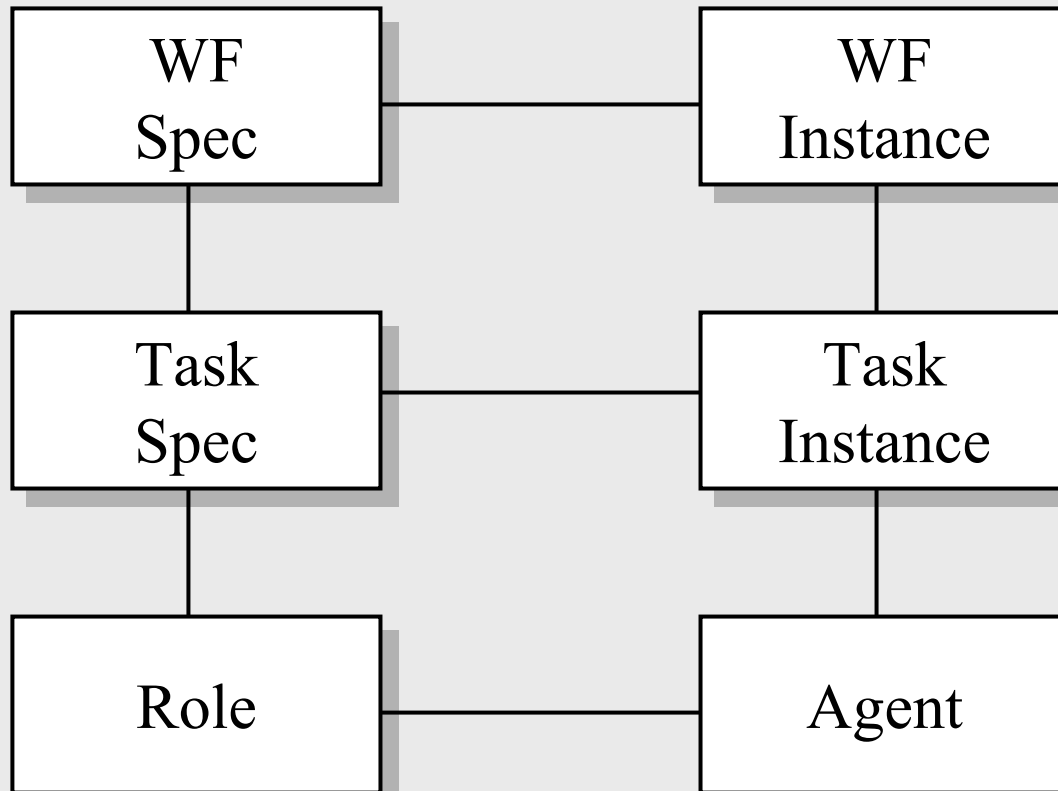 WF
Spec
WF
Instance
Task
Spec
Task
Instance
Role
Agent